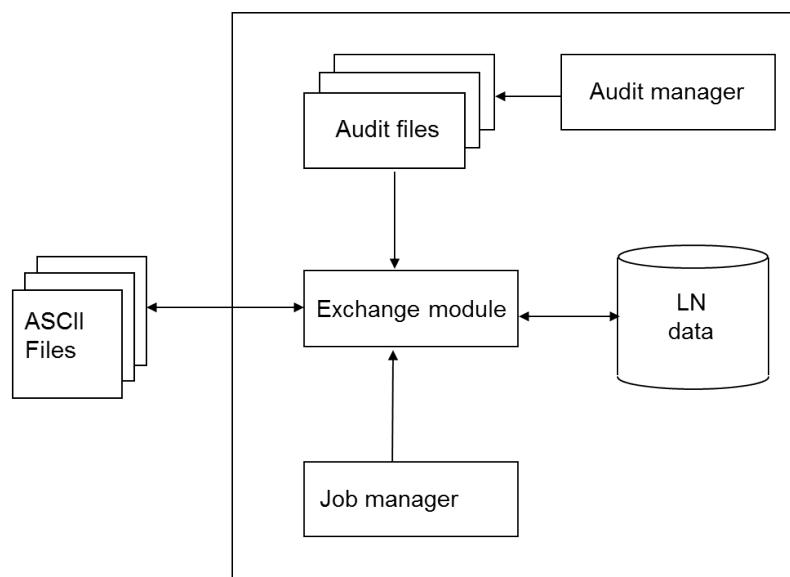 Audit manager
Audit files
ASCII
Files
Exchange module
LN
data
Job manager